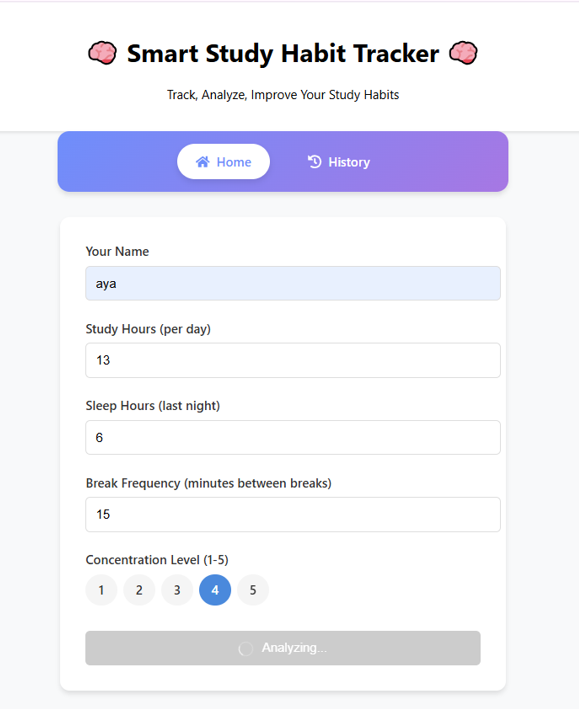 🧠 Smart Study Habit Tracker 🧠
Track, Analyze, Improve Your Study Habits
Home History
Your Name
aya
Study Hours (per day)
13
Sleep Hours (last night)
6
Break Frequency (minutes between breaks)
15
Concentration Level (1-5)
1 2 3 4 5
Analyzing...